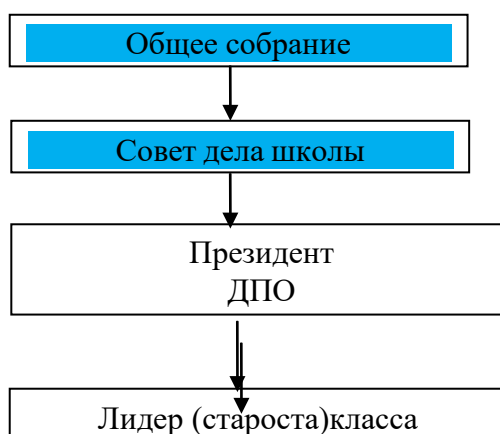 Общее собрание
Совет дела школы
Президент
ДПО
Лидер (староста)класса